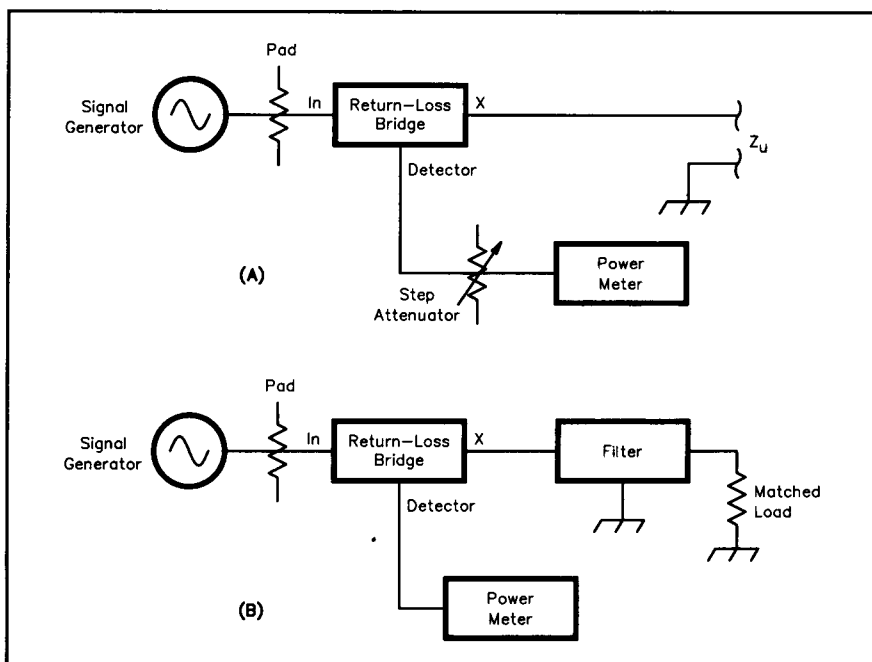 Pad
Signal
Generator
In
Return-Loss
Bridge
X
Zu
Detector
(A)
Step
Attenuator
Power
Meter
Pad
Signal
Generator
In
Return-Loss
Bridge
X
Filter
Matched
Load
Detector
(B)
Power
Meter